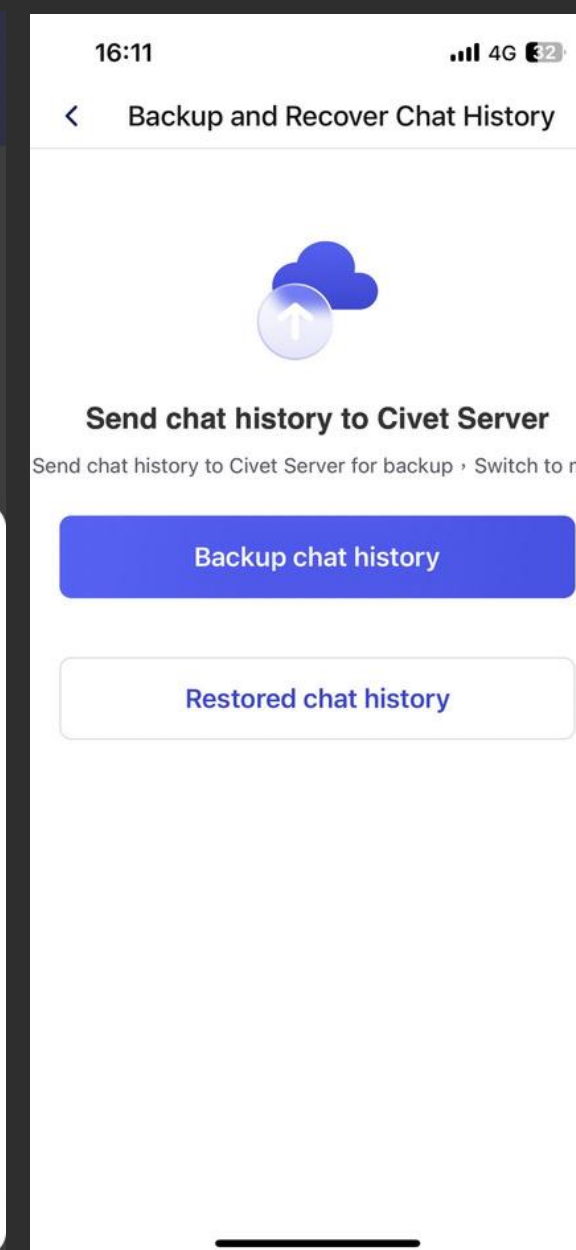 16:11 4G 32
Backup and Recover Chat History
Send chat history to Civet Server
Send chat history to Civet Server for backup，Switch to
Backup chat history
Restored chat history